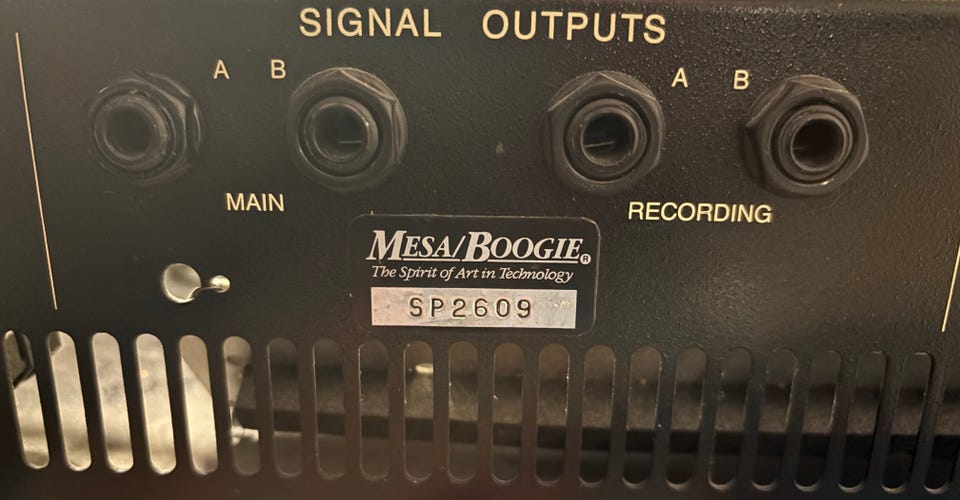 SIGNAL OUTPUTS
A B A B
MAIN RECORDING
MESA/BOOGIE®
The Spirit of Art in Technology
SP2609